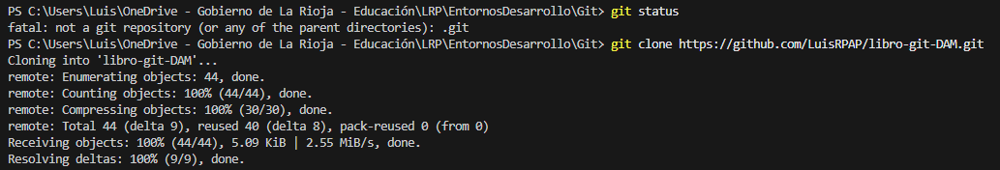 PS C:\Users\Luis\OneDrive - Gobierno de La Rioja - Educación\LRP\EntornosDesarrollo\Git> git status
fatal: not a git repository (or any of the parent directories): .git
PS C:\Users\Luis\OneDrive - Gobierno de La Rioja - Educación\LRP\EntornosDesarrollo\Git> git clone https://github.com/LuisRPAP/libro-git-DAM.git
Cloning into 'libro-git-DAM'...
remote: Enumerating objects: 44, done.
remote: Counting objects: 100% (44/44), done.
remote: Compressing objects: 100% (30/30), done.
remote: Total 44 (delta 9), reused 40 (delta 8), pack-reused 0 (from 0)
Receiving objects: 100% (44/44), 5.09 KiB | 2.55 MiB/s, done.
Resolving deltas: 100% (9/9), done.